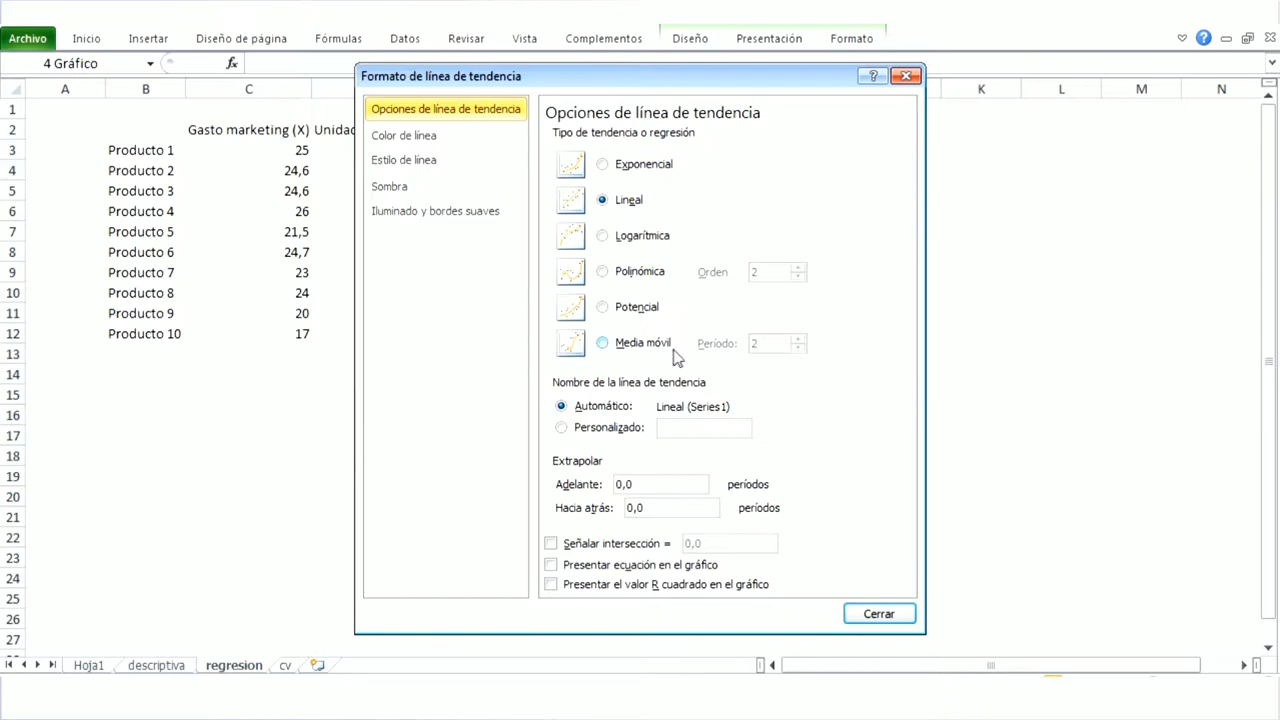 Archivo Inicio Insertar Diseño de página Fórmulas Datos Revisar Vista Complementos Diseño Presentación Formato
4 Gráfico fx
Formato de línea de tendencia
A B C K L M N
1
2 Gasto marketing (X) Unidad
3 Producto 1 25
4 Producto 2 24,6
5 Producto 3 24,6
6 Producto 4 26
7 Producto 5 21,5
8 Producto 6 24,7
9 Producto 7 23
10 Producto 8 24
11 Producto 9 20
12 Producto 10 17
13
14
15
16
17
18
19
20
21
22
23
24
25
26
27
Opciones de línea de tendencia
Color de línea
Estilo de línea
Sombra
Iluminado y bordes suaves
Opciones de línea de tendencia
Tipo de tendencia o regresión
Exponencial
Lineal
Logarítmica
Polinómica Orden 2
Potencial
Media móvil Período: 2
Nombre de la línea de tendencia
Automático: Lineal (Series1)
Personalizado:
Extrapolar
Adelante: 0,0 períodos
Hacia atrás: 0,0 períodos
Señalar intersección = 0,0
Presentar ecuación en el gráfico
Presentar el valor R cuadrado en el gráfico
Cerrar
Hoja1 descriptiva regresion cv